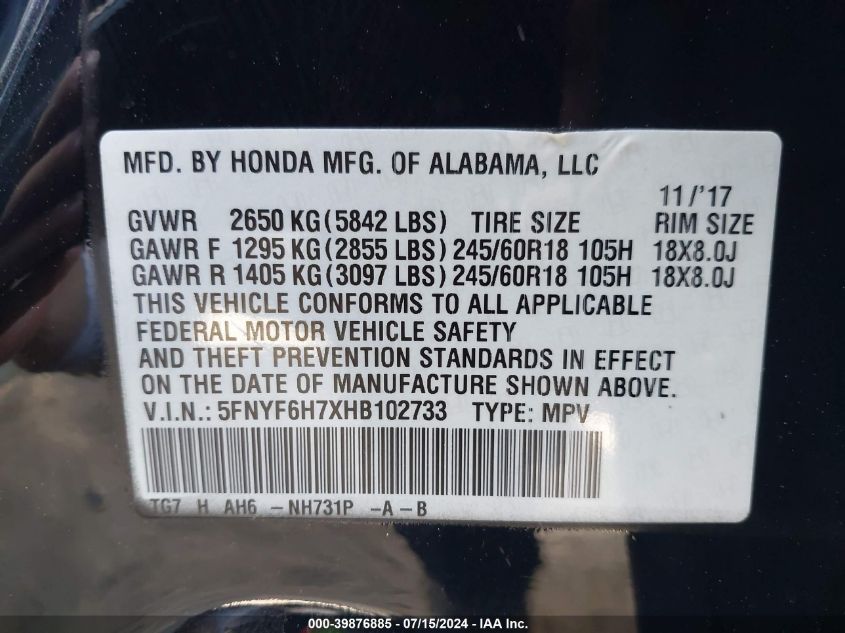 MFD. BY HONDA MFG. OF ALABAMA, LLC
11/'17
GVWR 2650 KG(5842 LBS) TIRE SIZE RIM SIZE
GAWR F 1295 KG(2855 LBS) 245/60R18 105H 18X8.0J
GAWR R 1405 KG(3097 LBS) 245/60R18 105H 18X8.0J
THIS VEHICLE CONFORMS TO ALL APPLICABLE
FEDERAL MOTOR VEHICLE SAFETY
AND THEFT PREVENTION STANDARDS IN EFFECT
ON THE DATE OF MANUFACTURE SHOWN ABOVE.
V.I.N.: 5FNYF6H7XHB102733 TYPE: MPV
TG7 H AH6 -NH731P -A-B
000-39876885 - 07/15/2024 - IAA Inc.